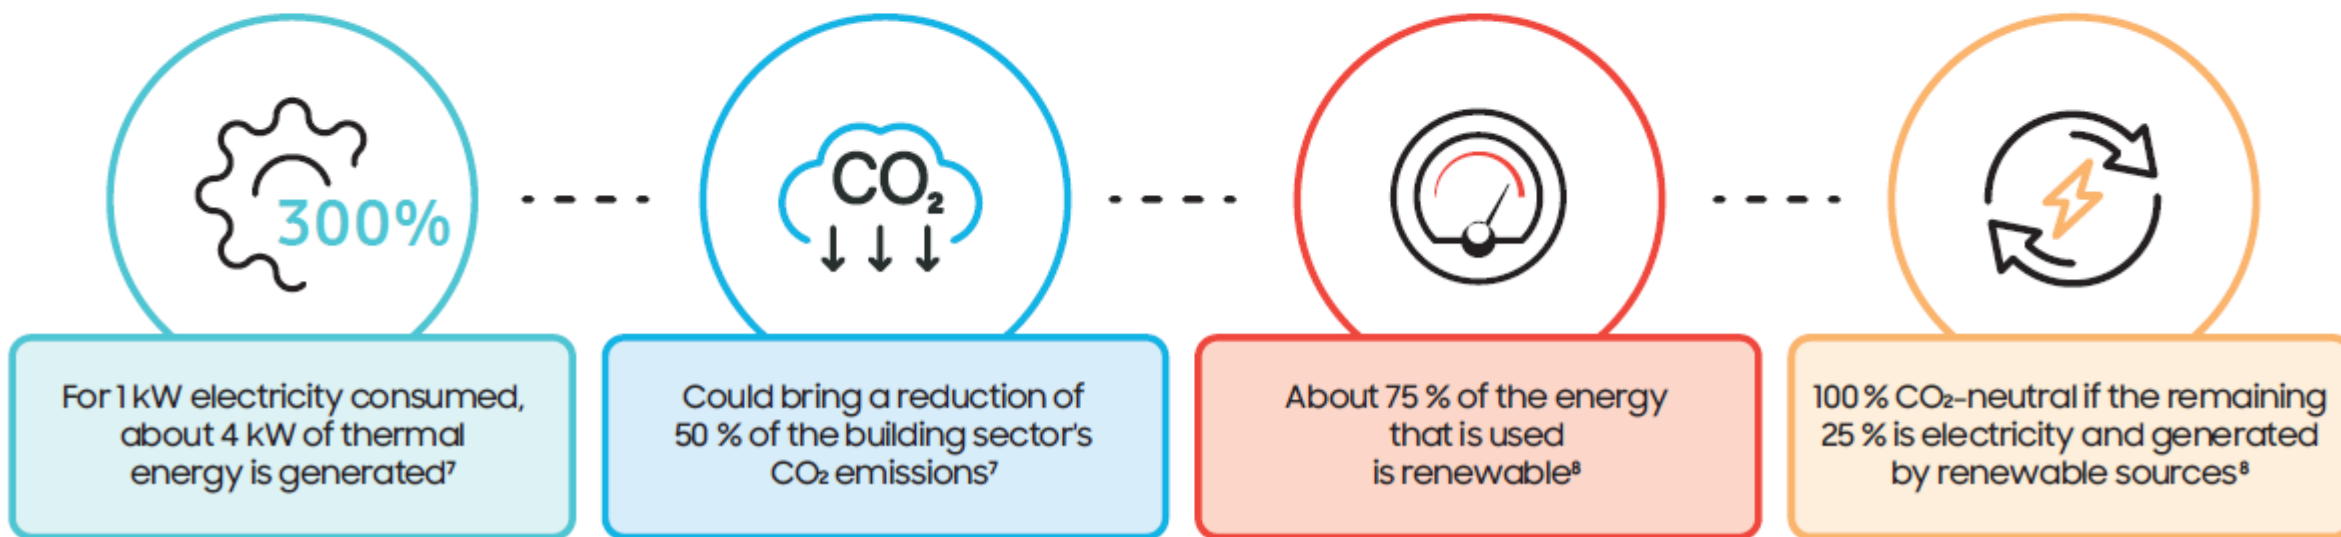 300%
For 1 kW electricity consumed,
about 4 kW of thermal
energy is generated⁷
CO₂
Could bring a reduction of
50 % of the building sector's
CO₂ emissions⁷
About 75 % of the energy
that is used
is renewable⁸
100 % CO₂-neutral if the remaining
25 % is electricity and generated
by renewable sources⁸